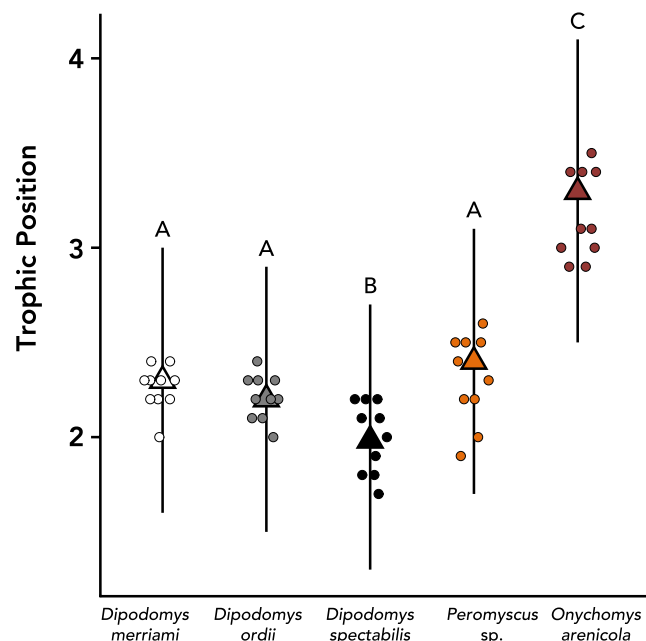 C
4
A
B
3
2
Trophic Position
A
A
Dipodomys
merriami
Dipodomys
ordii
Dipodomys
spectabilis
Peromyscus
sp.
Onychomys
arenicola